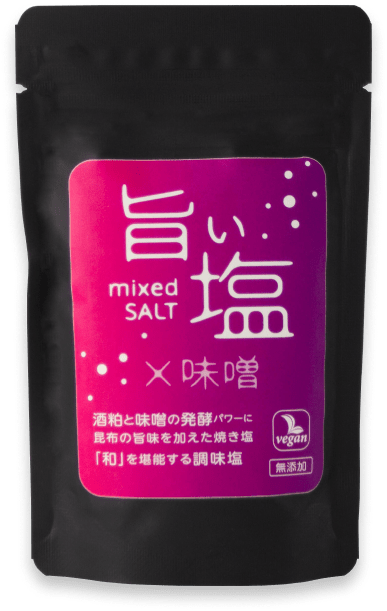 旨い塩
mixed
SALT
×味噌
酒粕と味噌の発酵パワーに
昆布の旨味を加えた焼き塩
「和」を堪能する調味塩
vegan
無添加